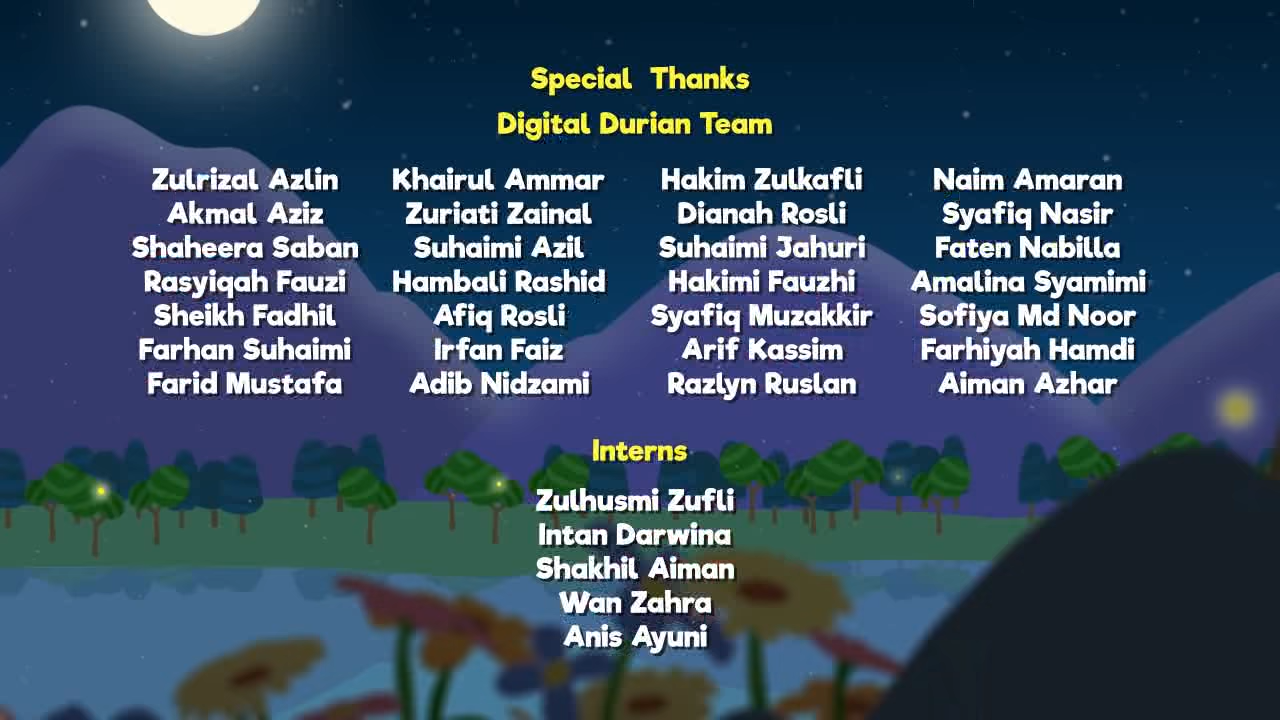 Special Thanks
Digital Durian Team
Zulrizal Azlin Khairul Ammar Hakim Zulkafli Naim Amaran
Akmal Aziz Zuriati Zainal Dianah Rosli Syafiq Nasir
Shaheera Saban Suhaimi Azil Suhaimi Jahuri Faten Nabilla
Rasyiqah Fauzi Hambali Rashid Hakimi Fauzhi Amalina Syamimi
Sheikh Fadhil Afiq Rosli Syafiq Muzakkir Sofiya Md Noor
Farhan Suhaimi Irfan Faiz Arif Kassim Farhiyah Hamdi
Farid Mustafa Adib Nidzami Razlyn Ruslan Aiman Azhar
Interns
Zulhusmi Zufli
Intan Darwina
Shakhil Aiman
Wan Zahra
Anis Ayuni